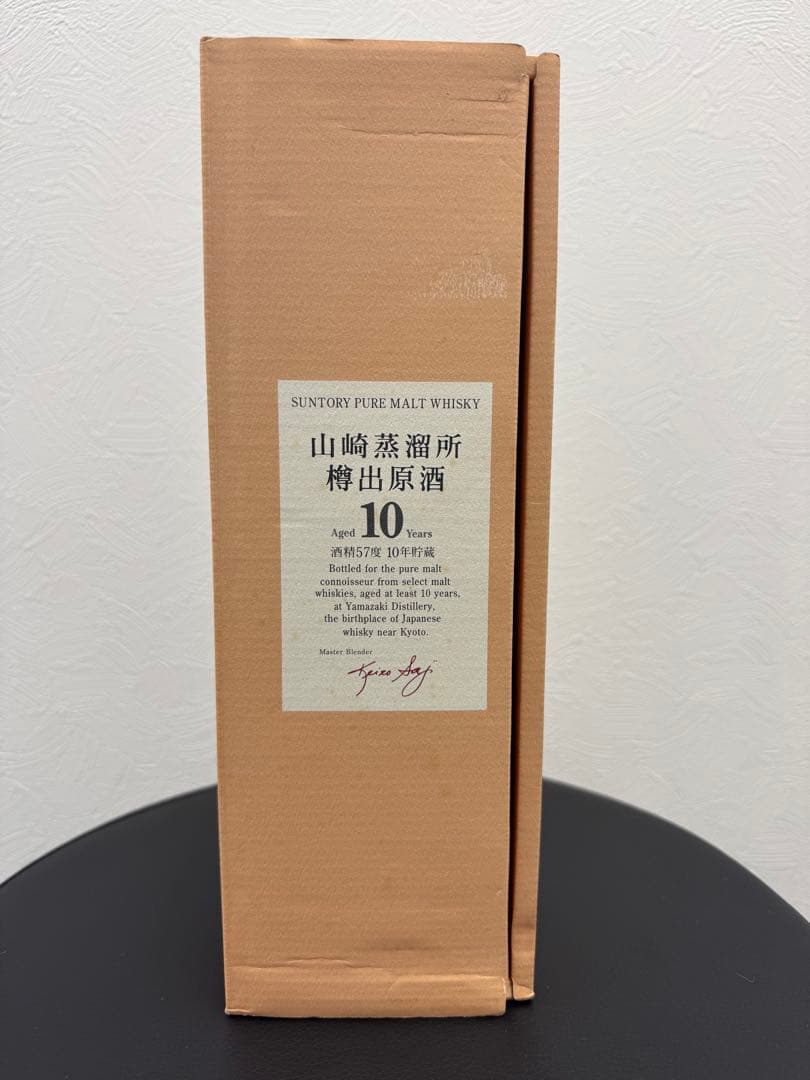 SUNTORY PURE MALT WHISKY
山崎蒸溜所
樽出原酒
Aged 10 Years
酒精57度 10年貯蔵
Bottled for the pure malt
connoisseur from select malt
whiskies, aged at least 10 years,
at Yamazaki Distillery,
the birthplace of Japanese
whisky near Kyoto.
Master Blender
Keizo Saji